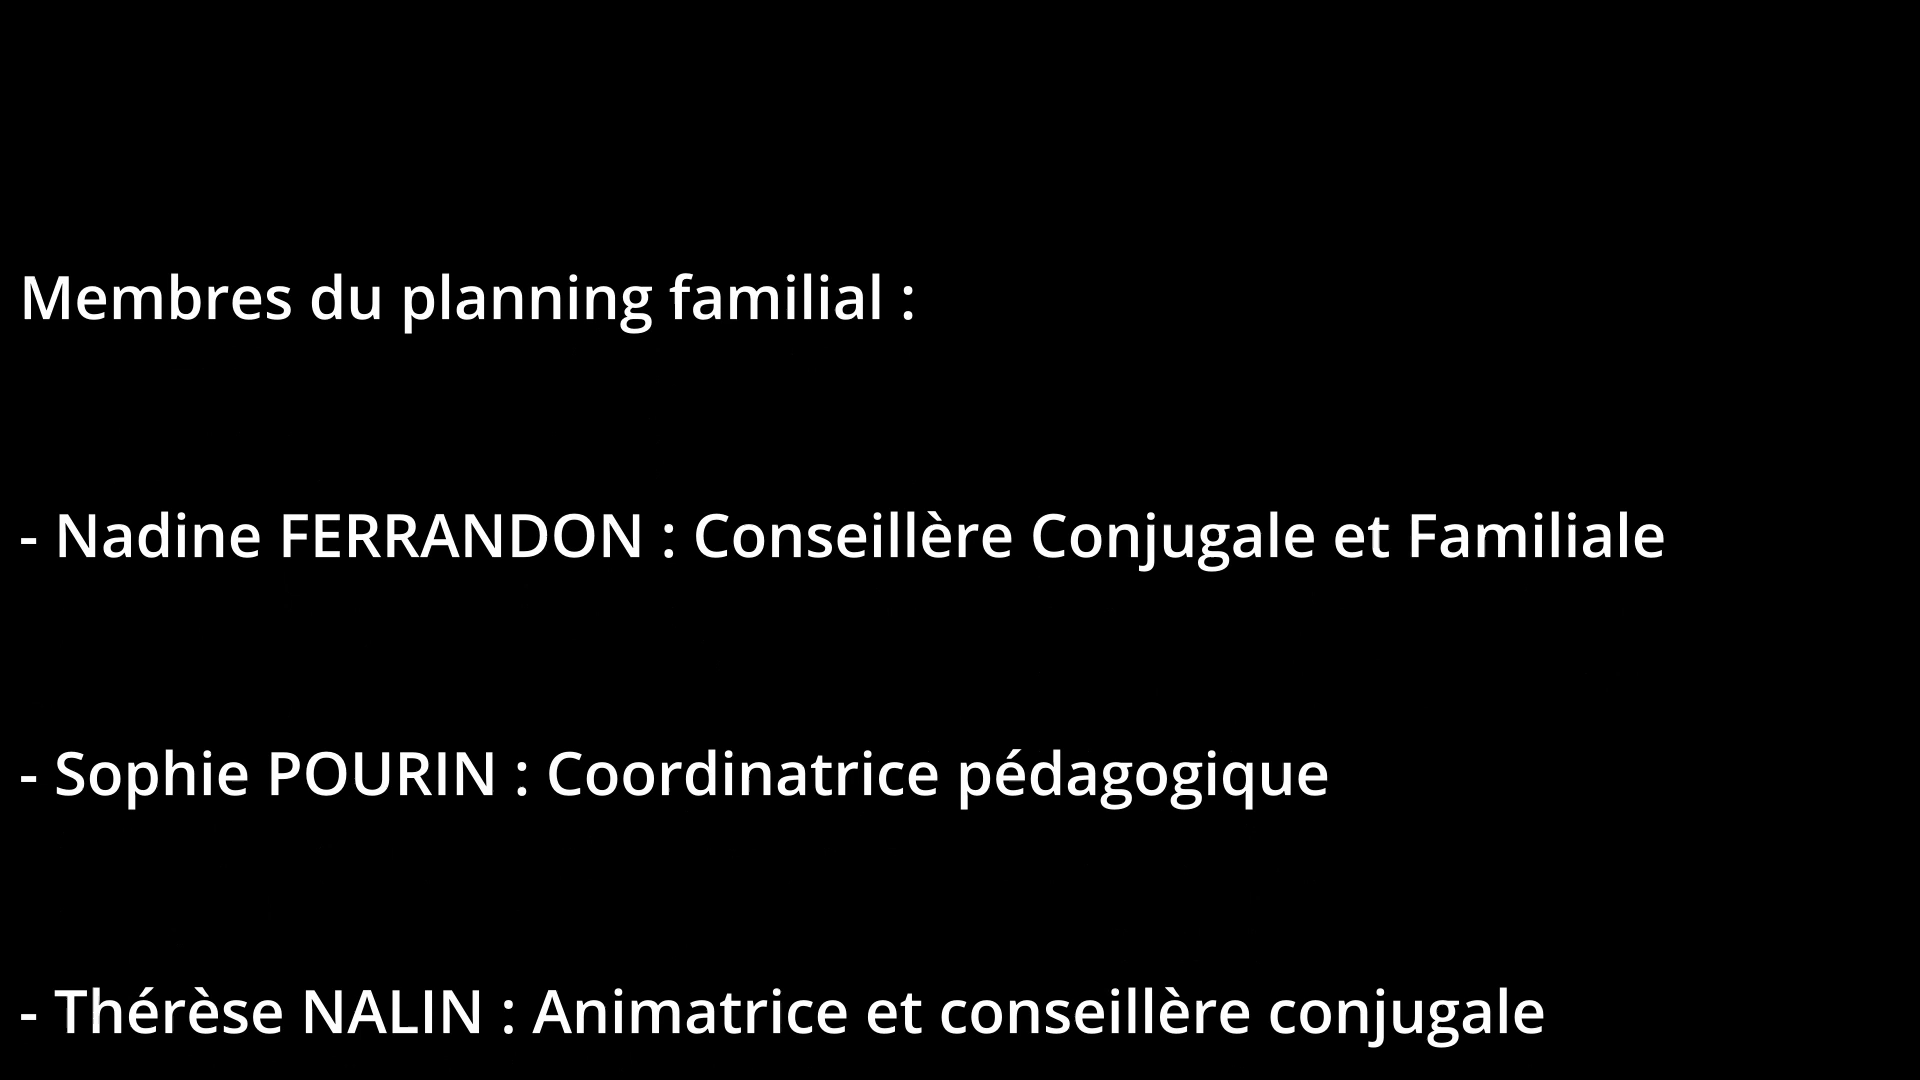 Membres du planning familial :
- Nadine FERRANDON : Conseillère Conjugale et Familiale
- Sophie POURIN : Coordinatrice pédagogique
- Thérèse NALIN : Animatrice et conseillère conjugale